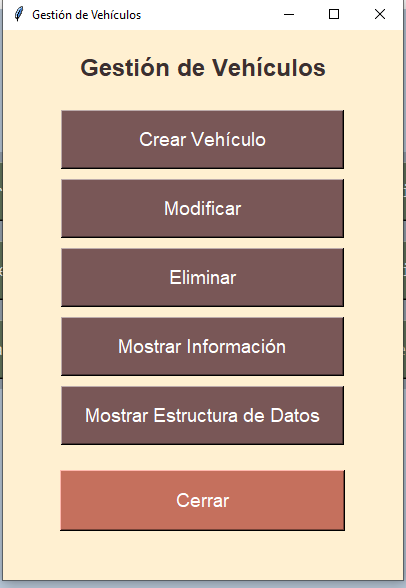 Gestión de Vehículos
Gestión de Vehículos
Crear Vehículo
Modificar
Eliminar
Mostrar Información
Mostrar Estructura de Datos
Cerrar